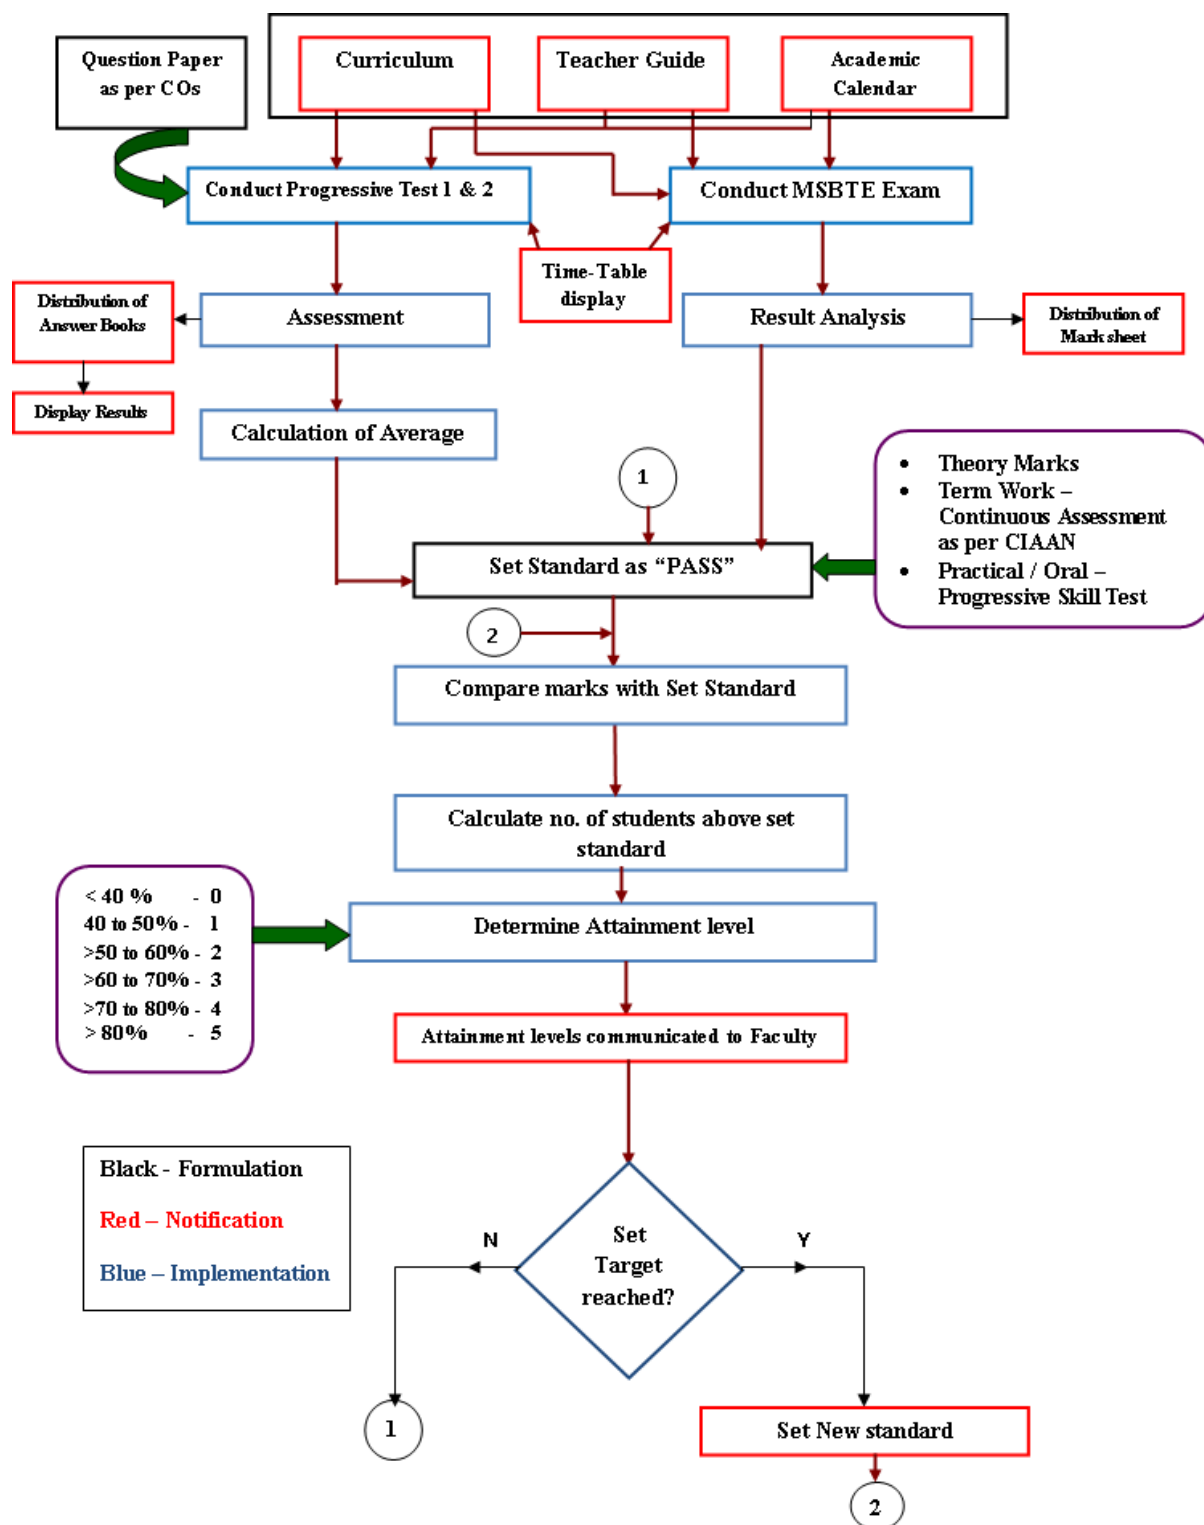 Question Paper
as per COs
Curriculum
Teacher Guide
Academic
Calendar
Conduct Progressive Test 1 & 2
Conduct MSBTE Exam
Time-Table
display
Distribution of
Answer Books
Assessment
Result Analysis
Distribution of
Mark sheet
Display Results
Calculation of Average
1
• Theory Marks
• Term Work –
Continuous Assessment
as per CIAAN
• Practical / Oral –
Progressive Skill Test
Set Standard as “PASS”
2
Compare marks with Set Standard
Calculate no. of students above set
standard
< 40 % - 0
40 to 50% - 1
>50 to 60% - 2
>60 to 70% - 3
>70 to 80% - 4
> 80% - 5
Determine Attainment level
Attainment levels communicated to Faculty
Black - Formulation
Red – Notification
Blue – Implementation
N
Y
Set
Target
reached?
1
Set New standard
2